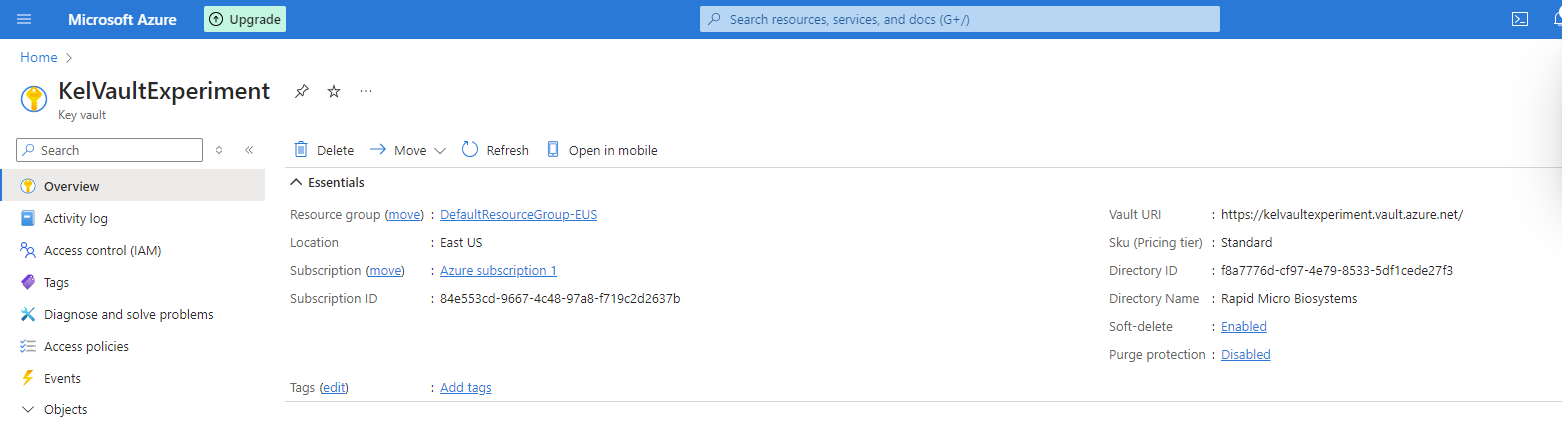 Microsoft Azure Upgrade Search resources, services, and docs (G+/)
Home
KelVaultExperiment ...
Key vault
Search
Delete Move Refresh Open in mobile
Overview
Activity log
Access control (IAM)
Tags
Diagnose and solve problems
Access policies
Events
Objects
Essentials
Resource group (move) : DefaultResourceGroup-EUS
Location : East US
Subscription (move) : Azure subscription 1
Subscription ID : 84e553cd-9667-4c48-97a8-f719c2d2637b
Vault URI : https://kelvaultexperiment.vault.azure.net/
Sku (Pricing tier) : Standard
Directory ID : f8a7776d-cf97-4e79-8533-5df1cede27f3
Directory Name : Rapid Micro Biosystems
Soft-delete : Enabled
Purge protection : Disabled
Tags (edit) : Add tags